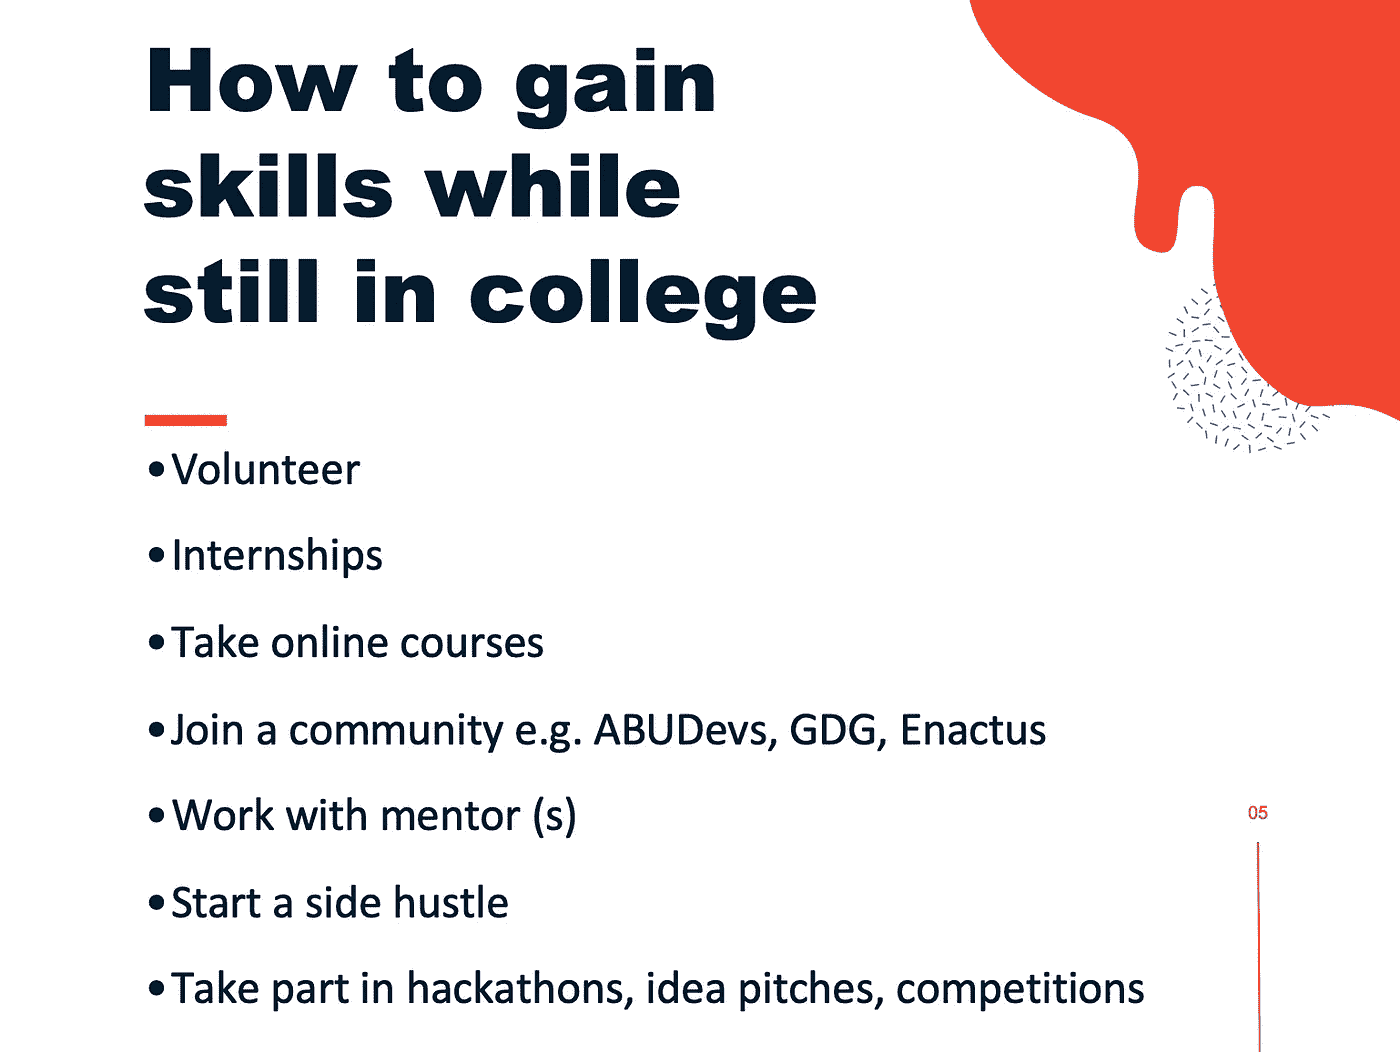 How to gain
skills while
still in college
•Volunteer
•Internships
•Take online courses
•Join a community e.g. ABUDevs, GDG, Enactus
•Work with mentor (s)
•Start a side hustle
•Take part in hackathons, idea pitches, competitions
05